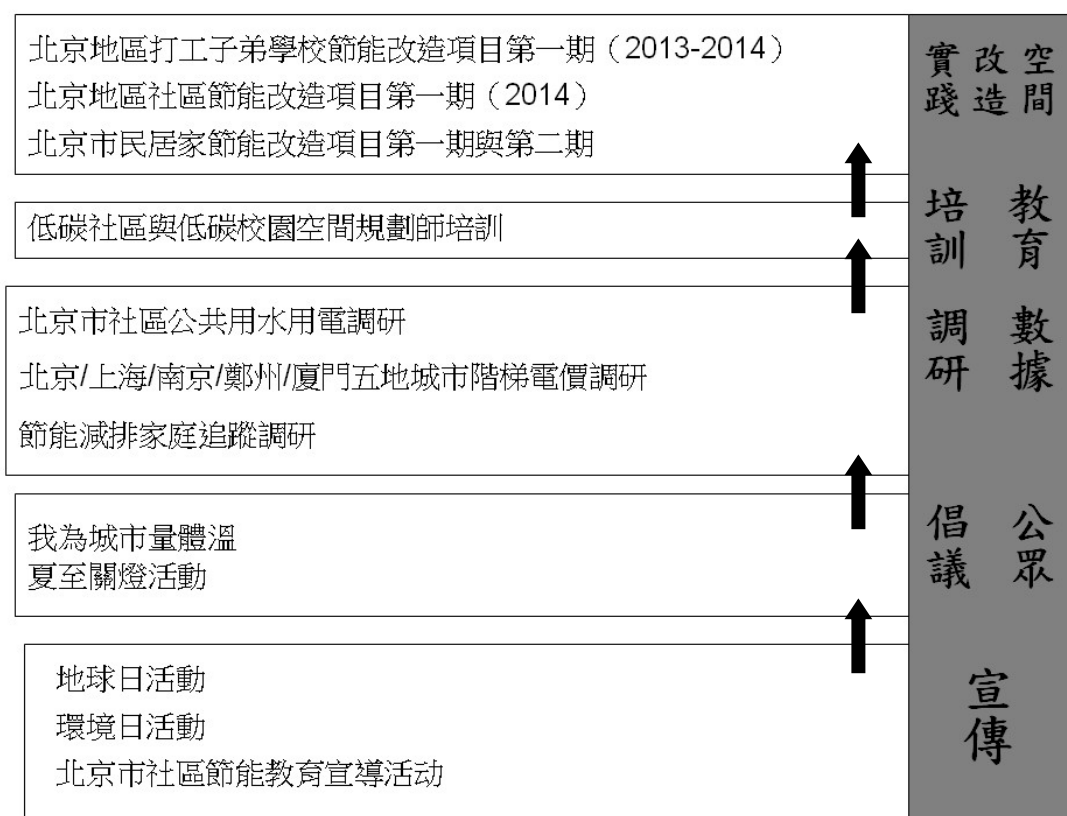 北京地區打工子弟學校節能改造項目第一期（2013-2014）
北京地區社區節能改造項目第一期（2014）
北京市民居家節能改造項目第一期與第二期
空間
改造
實踐
低碳社區與低碳校園空間規劃師培訓
教育
培訓
北京市社區公共用水用電調研
北京/上海/南京/鄭州/廈門五地城市階梯電價調研
節能減排家庭追蹤調研
數據
調研
我為城市量體溫
夏至關燈活動
公眾
倡議
地球日活動
環境日活動
北京市社區節能教育宣導活动
宣傳